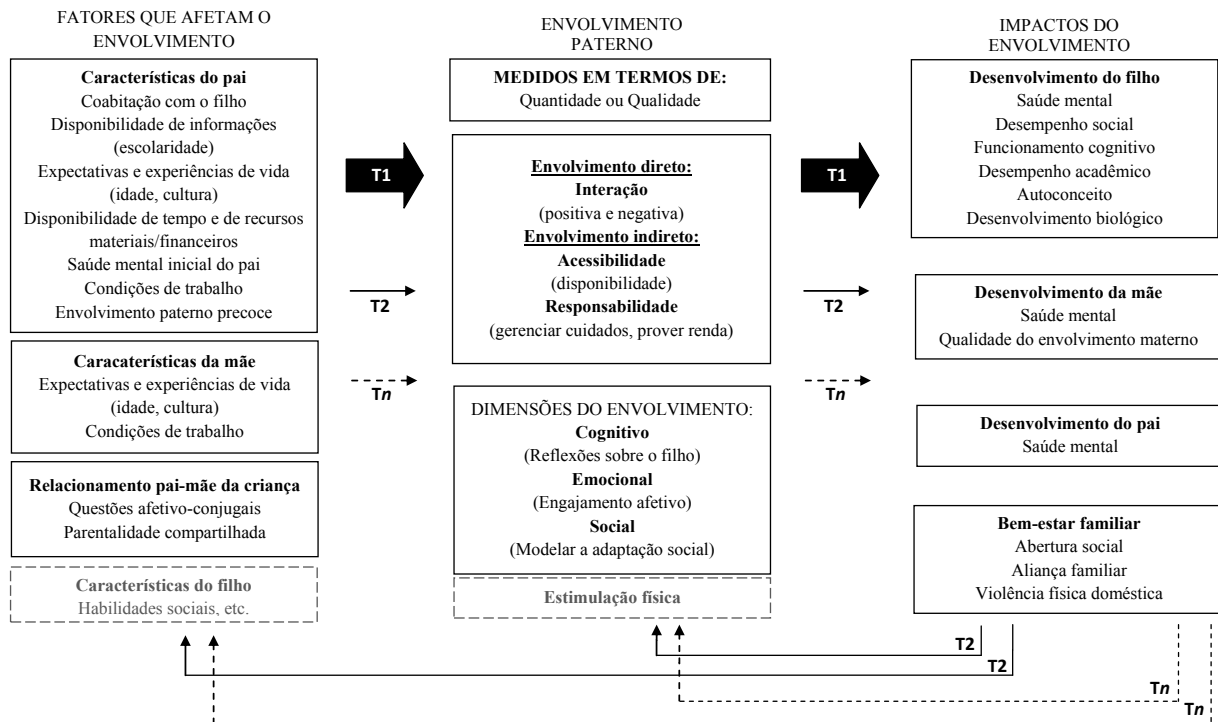 FATORES QUE AFETAM O
ENVOLVIMENTO
Características do pai
Coabitação com o filho
Disponibilidade de informações
(escolaridade)
Expectativas e experiências de vida
(idade, cultura)
Disponibilidade de tempo e de recursos
materiais/financeiros
Saúde mental inicial do pai
Condições de trabalho
Envolvimento paterno precoce
Caracaterísticas da mãe
Expectativas e experiências de vida
(idade, cultura)
Condições de trabalho
Relacionamento pai-mãe da criança
Questões afetivo-conjugais
Parentalidade compartilhada
Características do filho
Habilidades sociais, etc.
T1
T2
Tn
ENVOLVIMENTO
PATERNO
MEDIDOS EM TERMOS DE:
Quantidade ou Qualidade
Envolvimento direto:
Interação
(positiva e negativa)
Envolvimento indireto:
Acessibilidade
(disponibilidade)
Responsabilidade
(gerenciar cuidados, prover renda)
DIMENSÕES DO ENVOLVIMENTO:
Cognitivo
(Reflexões sobre o filho)
Emocional
(Engajamento afetivo)
Social
(Modelar a adaptação social)
Estimulação física
T1
T2
Tn
IMPACTOS DO
ENVOLVIMENTO
Desenvolvimento do filho
Saúde mental
Desempenho social
Funcionamento cognitivo
Desempenho acadêmico
Autoconceito
Desenvolvimento biológico
Desenvolvimento da mãe
Saúde mental
Qualidade do envolvimento materno
Desenvolvimento do pai
Saúde mental
Bem-estar familiar
Abertura social
Aliança familiar
Violência física doméstica
T2
T2
Tn
Tn